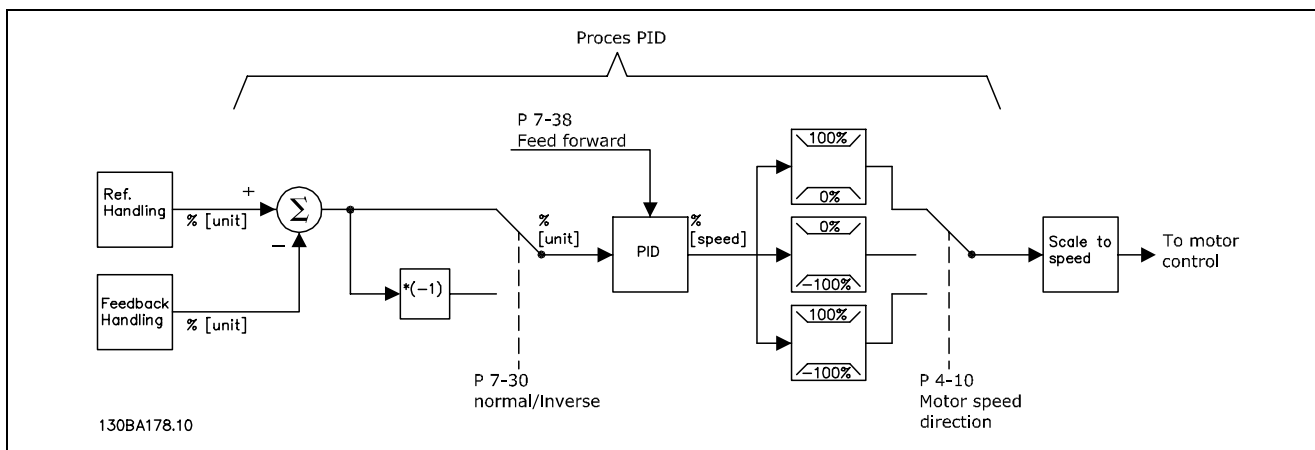 Proces PID
P 7-38
Feed forward
100%
0%
Ref.
Handling
+
% [unit]
Σ
−
%
[unit]
PID
%
[speed]
0%
-100%
Scale to
speed
To motor
control
Feedback
Handling
% [unit]
*(-1)
100%
-100%
P 7-30
normal/Inverse
P 4-10
Motor speed
direction
130BA178.10